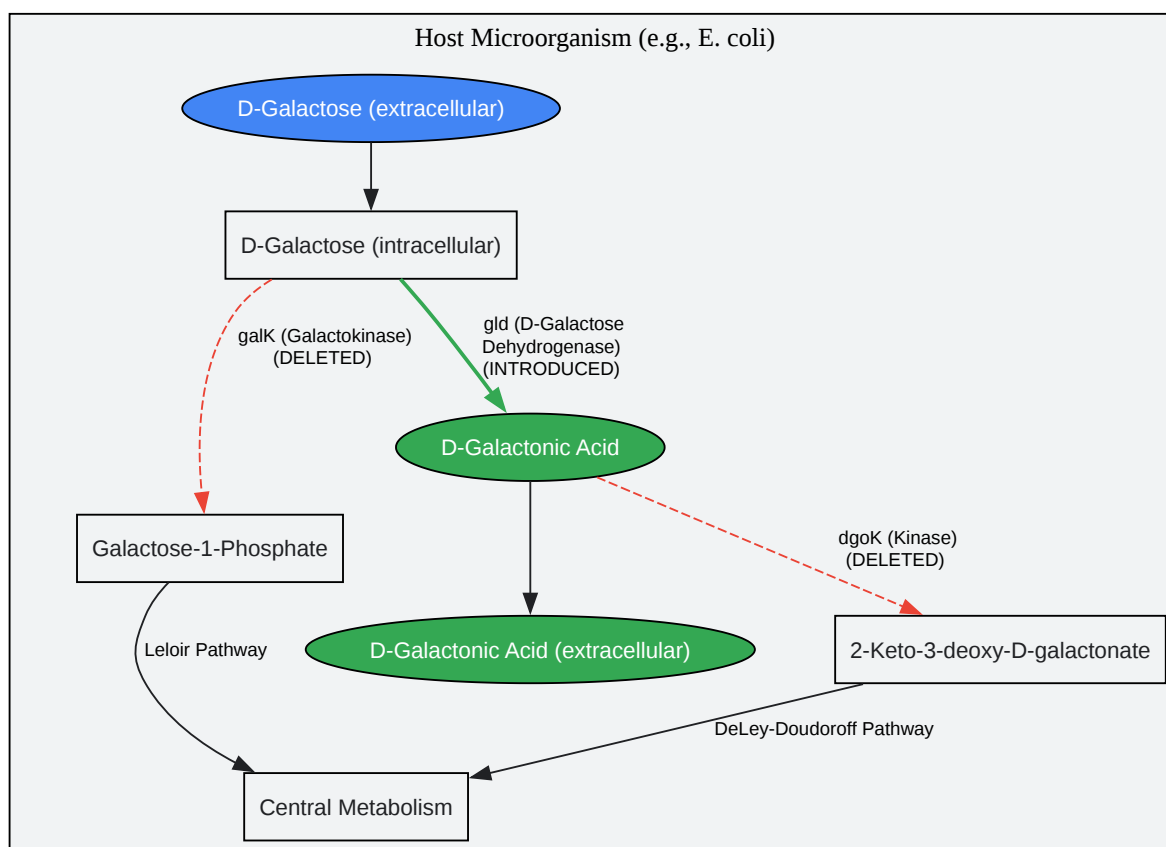 Host Microorganism (e.g., E. coli)
D-Galactose (extracellular)
D-Galactose (intracellular)
galK (Galactokinase)
(DELETED)
gld (D-Galactose
Dehydrogenase)
(INTRODUCED)
D-Galactonic Acid
Galactose-1-Phosphate
dgoK (Kinase)
(DELETED)
Leloir Pathway
D-Galactonic Acid (extracellular)
2-Keto-3-deoxy-D-galactonate
DeLey-Doudoroff Pathway
Central Metabolism